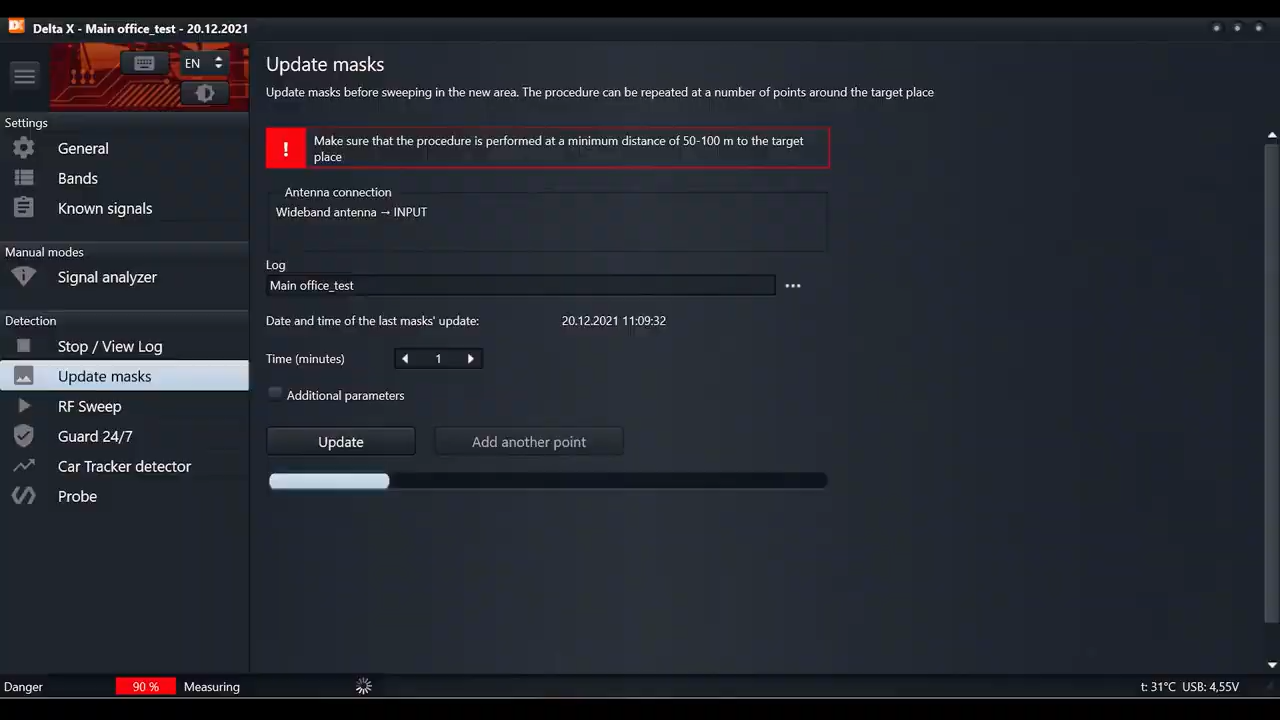 Delta X - Main office_test - 20.12.2021
EN
Settings
General
Bands
Known signals
Manual modes
Signal analyzer
Detection
Stop / View Log
Update masks
RF Sweep
Guard 24/7
Car Tracker detector
Probe
Update masks
Update masks before sweeping in the new area. The procedure can be repeated at a number of points around the target place
! Make sure that the procedure is performed at a minimum distance of 50-100 m to the target
place
Antenna connection
Wideband antenna → INPUT
Log
Main office_test
Date and time of the last masks' update: 20.12.2021 11:09:32
Time (minutes) 1
Additional parameters
Update Add another point
Danger 90 % Measuring t: 31°C USB: 4,55V